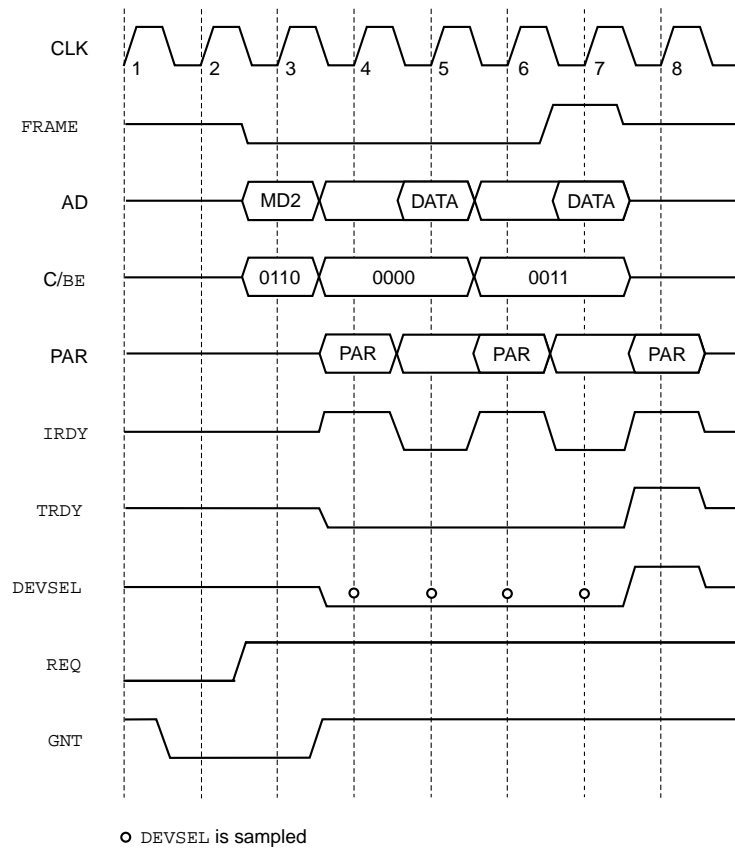 CLK
1 2 3 4 5 6 7 8
FRAME
AD MD2 DATA DATA
C/BE 0110 0000 0011
PAR PAR PAR PAR
IRDY
TRDY
DEVSEL
REQ
GNT
DEVSEL is sampled